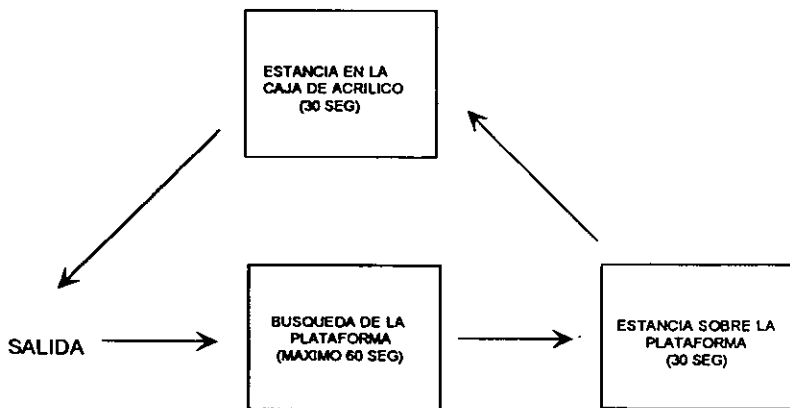 ESTANCIA EN LA
CAJA DE ACRILICO
(30 SEG)
SALIDA
BUSQUEDA DE LA
PLATAFORMA
(MAXIMO 60 SEG)
ESTANCIA SOBRE LA
PLATAFORMA
(30 SEG)